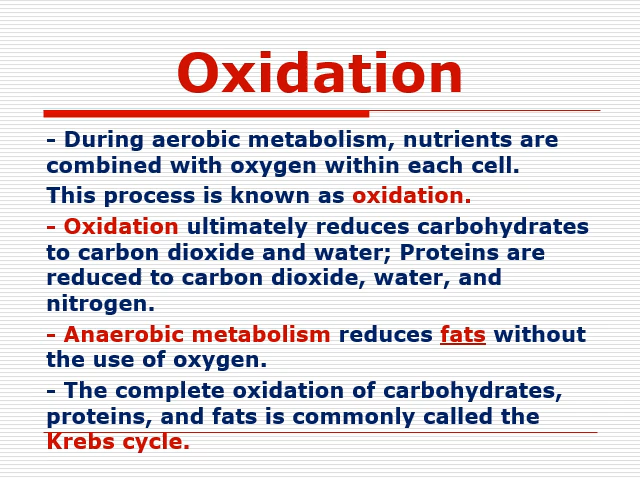 Oxidation
– During aerobic metabolism, nutrients are
combined with oxygen within each cell.
This process is known as oxidation.
– Oxidation ultimately reduces carbohydrates
to carbon dioxide and water; Proteins are
reduced to carbon dioxide, water, and
nitrogen.
– Anaerobic metabolism reduces fats without
the use of oxygen.
– The complete oxidation of carbohydrates,
proteins, and fats is commonly called the
Krebs cycle.